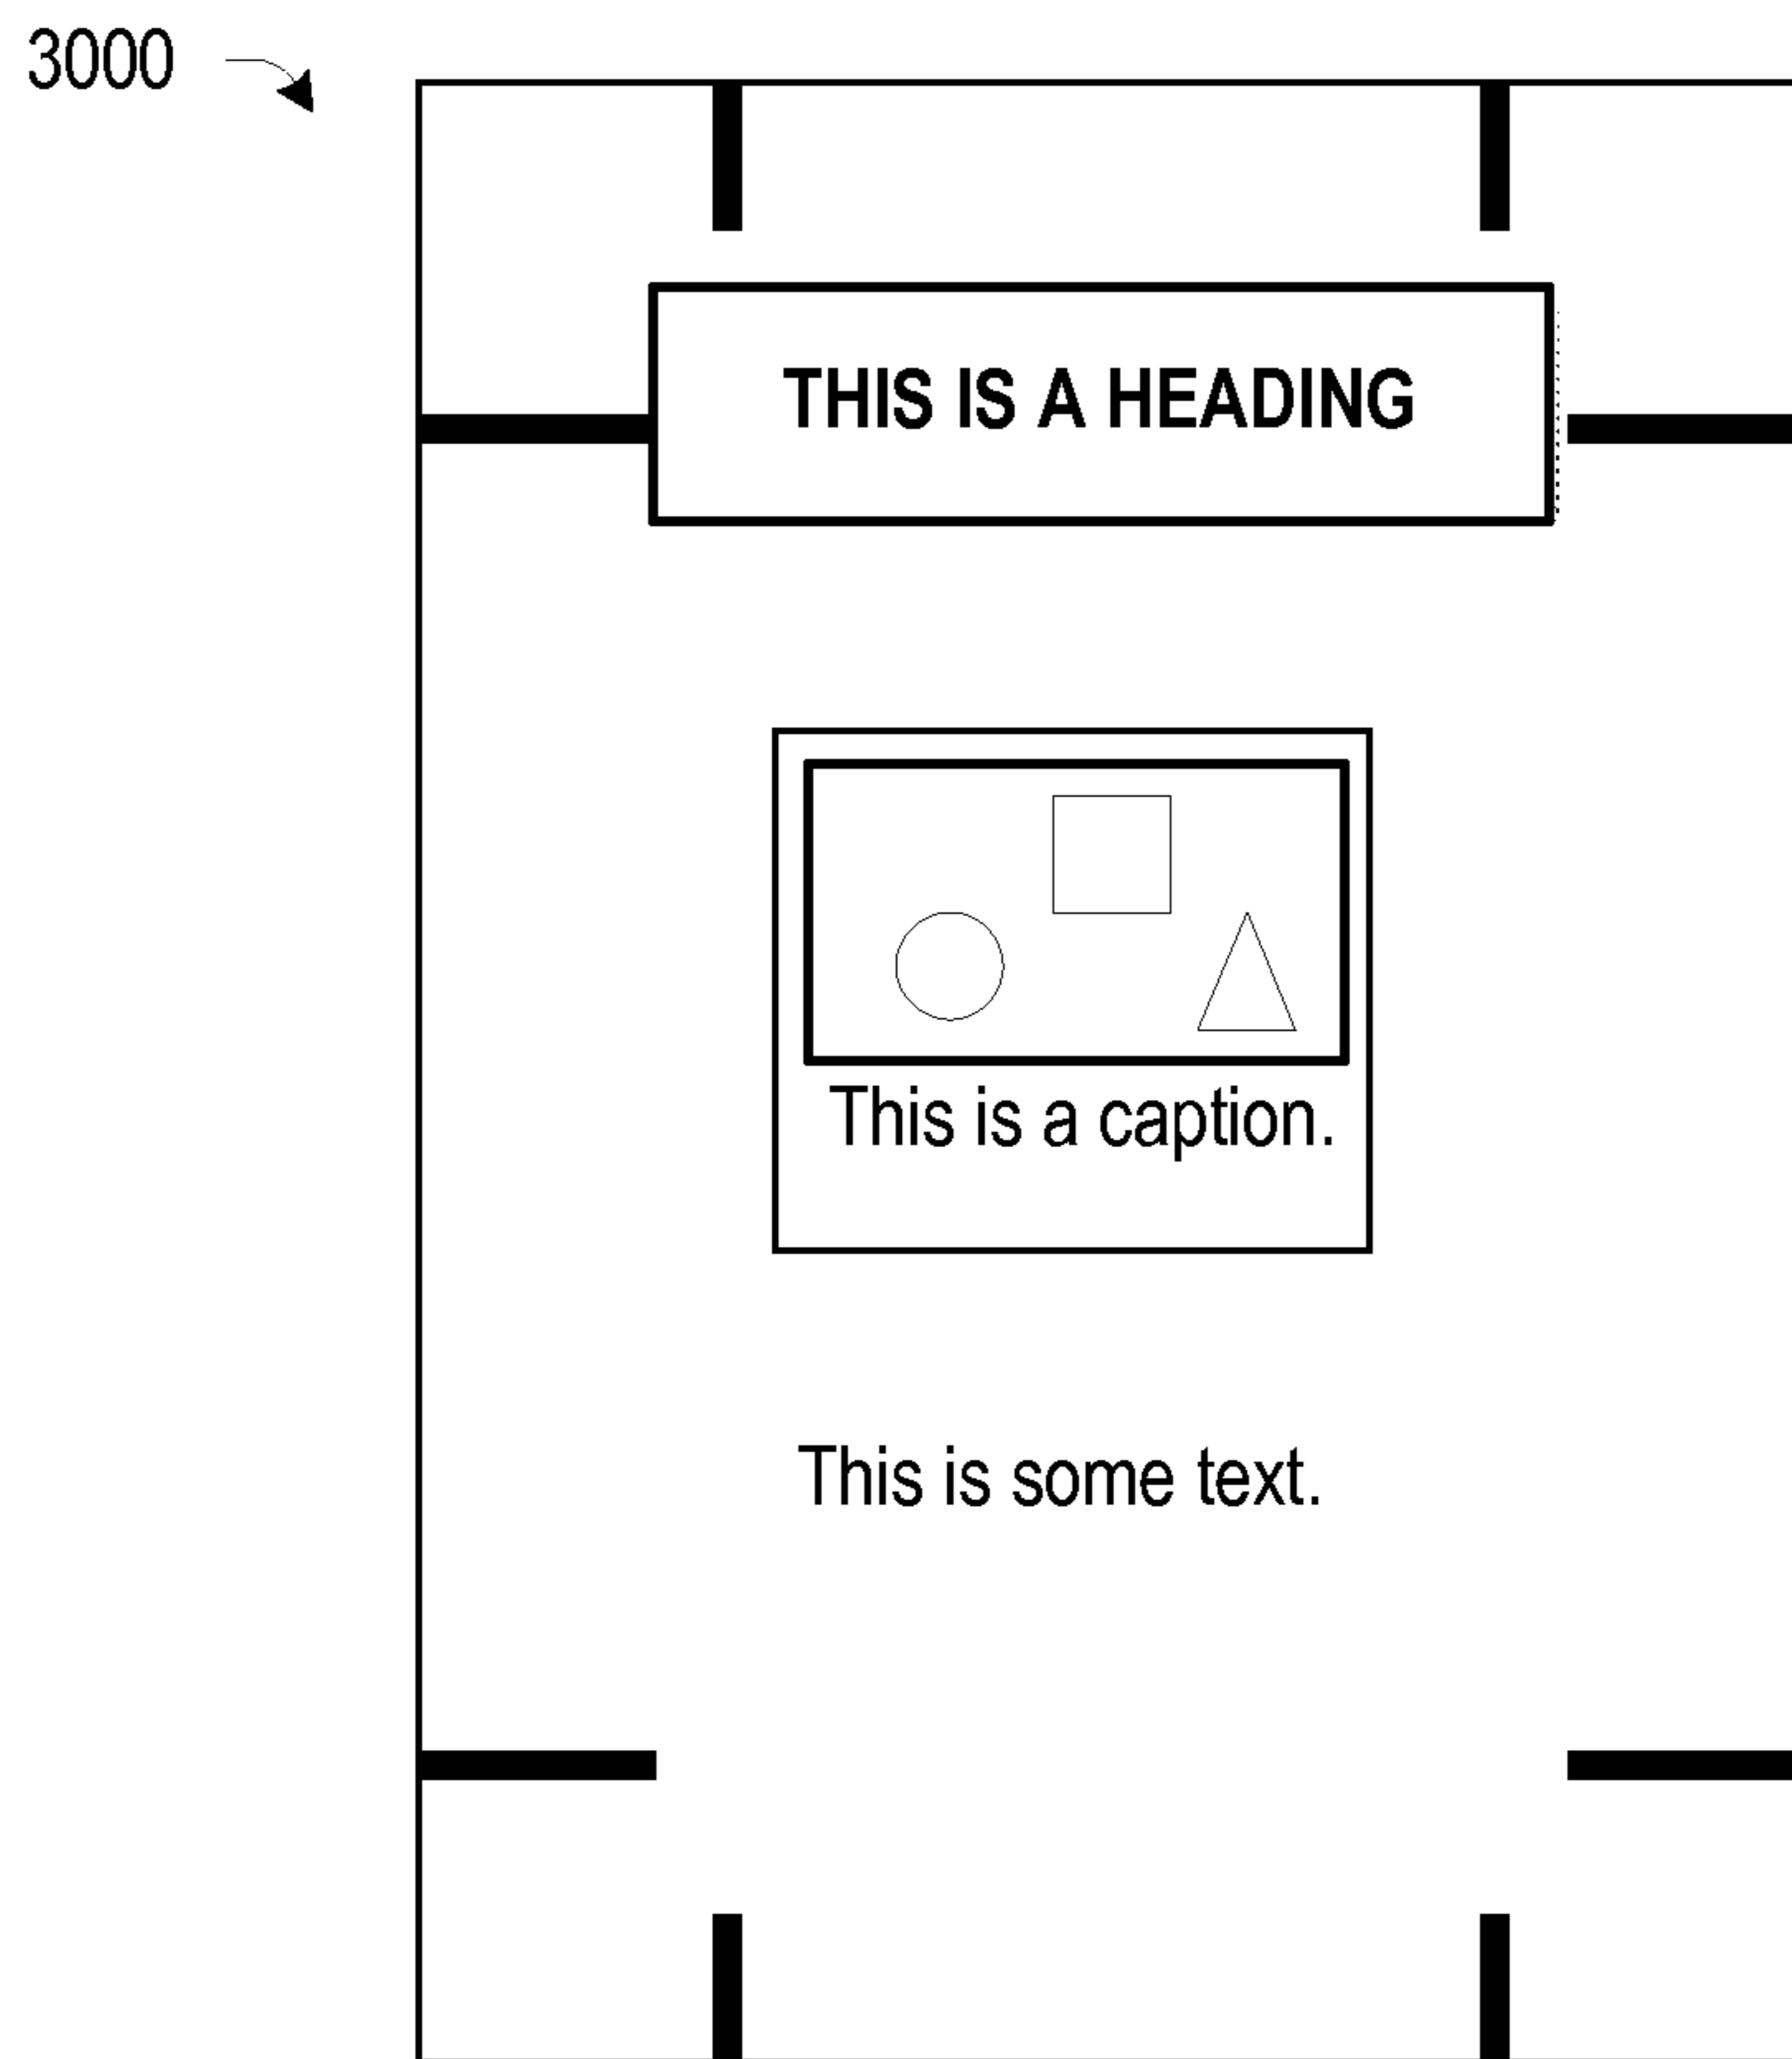 3000
THIS IS A HEADING
This is a caption.
This is some text.